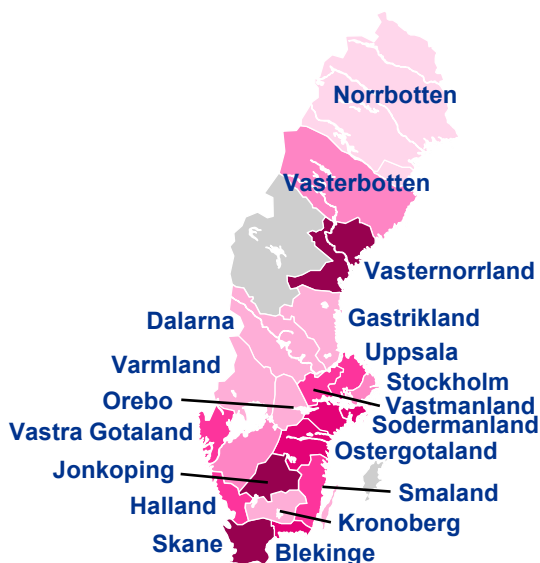 Norrbotten
Vasterbotten
Vasternorrland
Gastrikland
Dalarna
Uppsala
Varmland
Stockholm
Orebo
Vastmanland
Sodermanland
Vastra Gotaland
Ostergotaland
Jonkoping
Smaland
Halland
Kronoberg
Skane
Blekinge